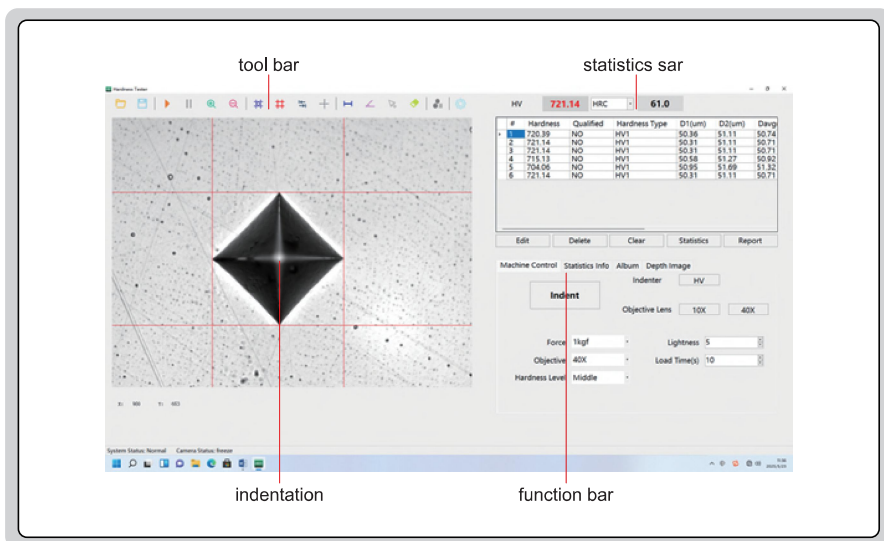 tool bar
statistics sar
Hardness Tester
HV 721.14 HRC 61.0
# Hardness Qualified Hardness Type D1(um) D2(um) Davg
1 720.39 NO HV1 50.36 51.11 50.74
2 721.14 NO HV1 50.31 51.11 50.71
3 721.14 NO HV1 50.31 51.11 50.71
4 715.13 NO HV1 50.58 51.27 50.92
5 704.06 NO HV1 50.95 51.69 51.32
6 721.14 NO HV1 50.31 51.11 50.71
Edit Delete Clear Statistics Report
Machine Control Statistics Info Album Depth Image
Indenter HV
Indent
Objective Lens 10X 40X
Force 1kgf Lightness 5
Objective 40X Load Time(s) 10
Hardness Level Middle
X: Y:
System Status: Normal Camera Status: freeze
indentation
function bar